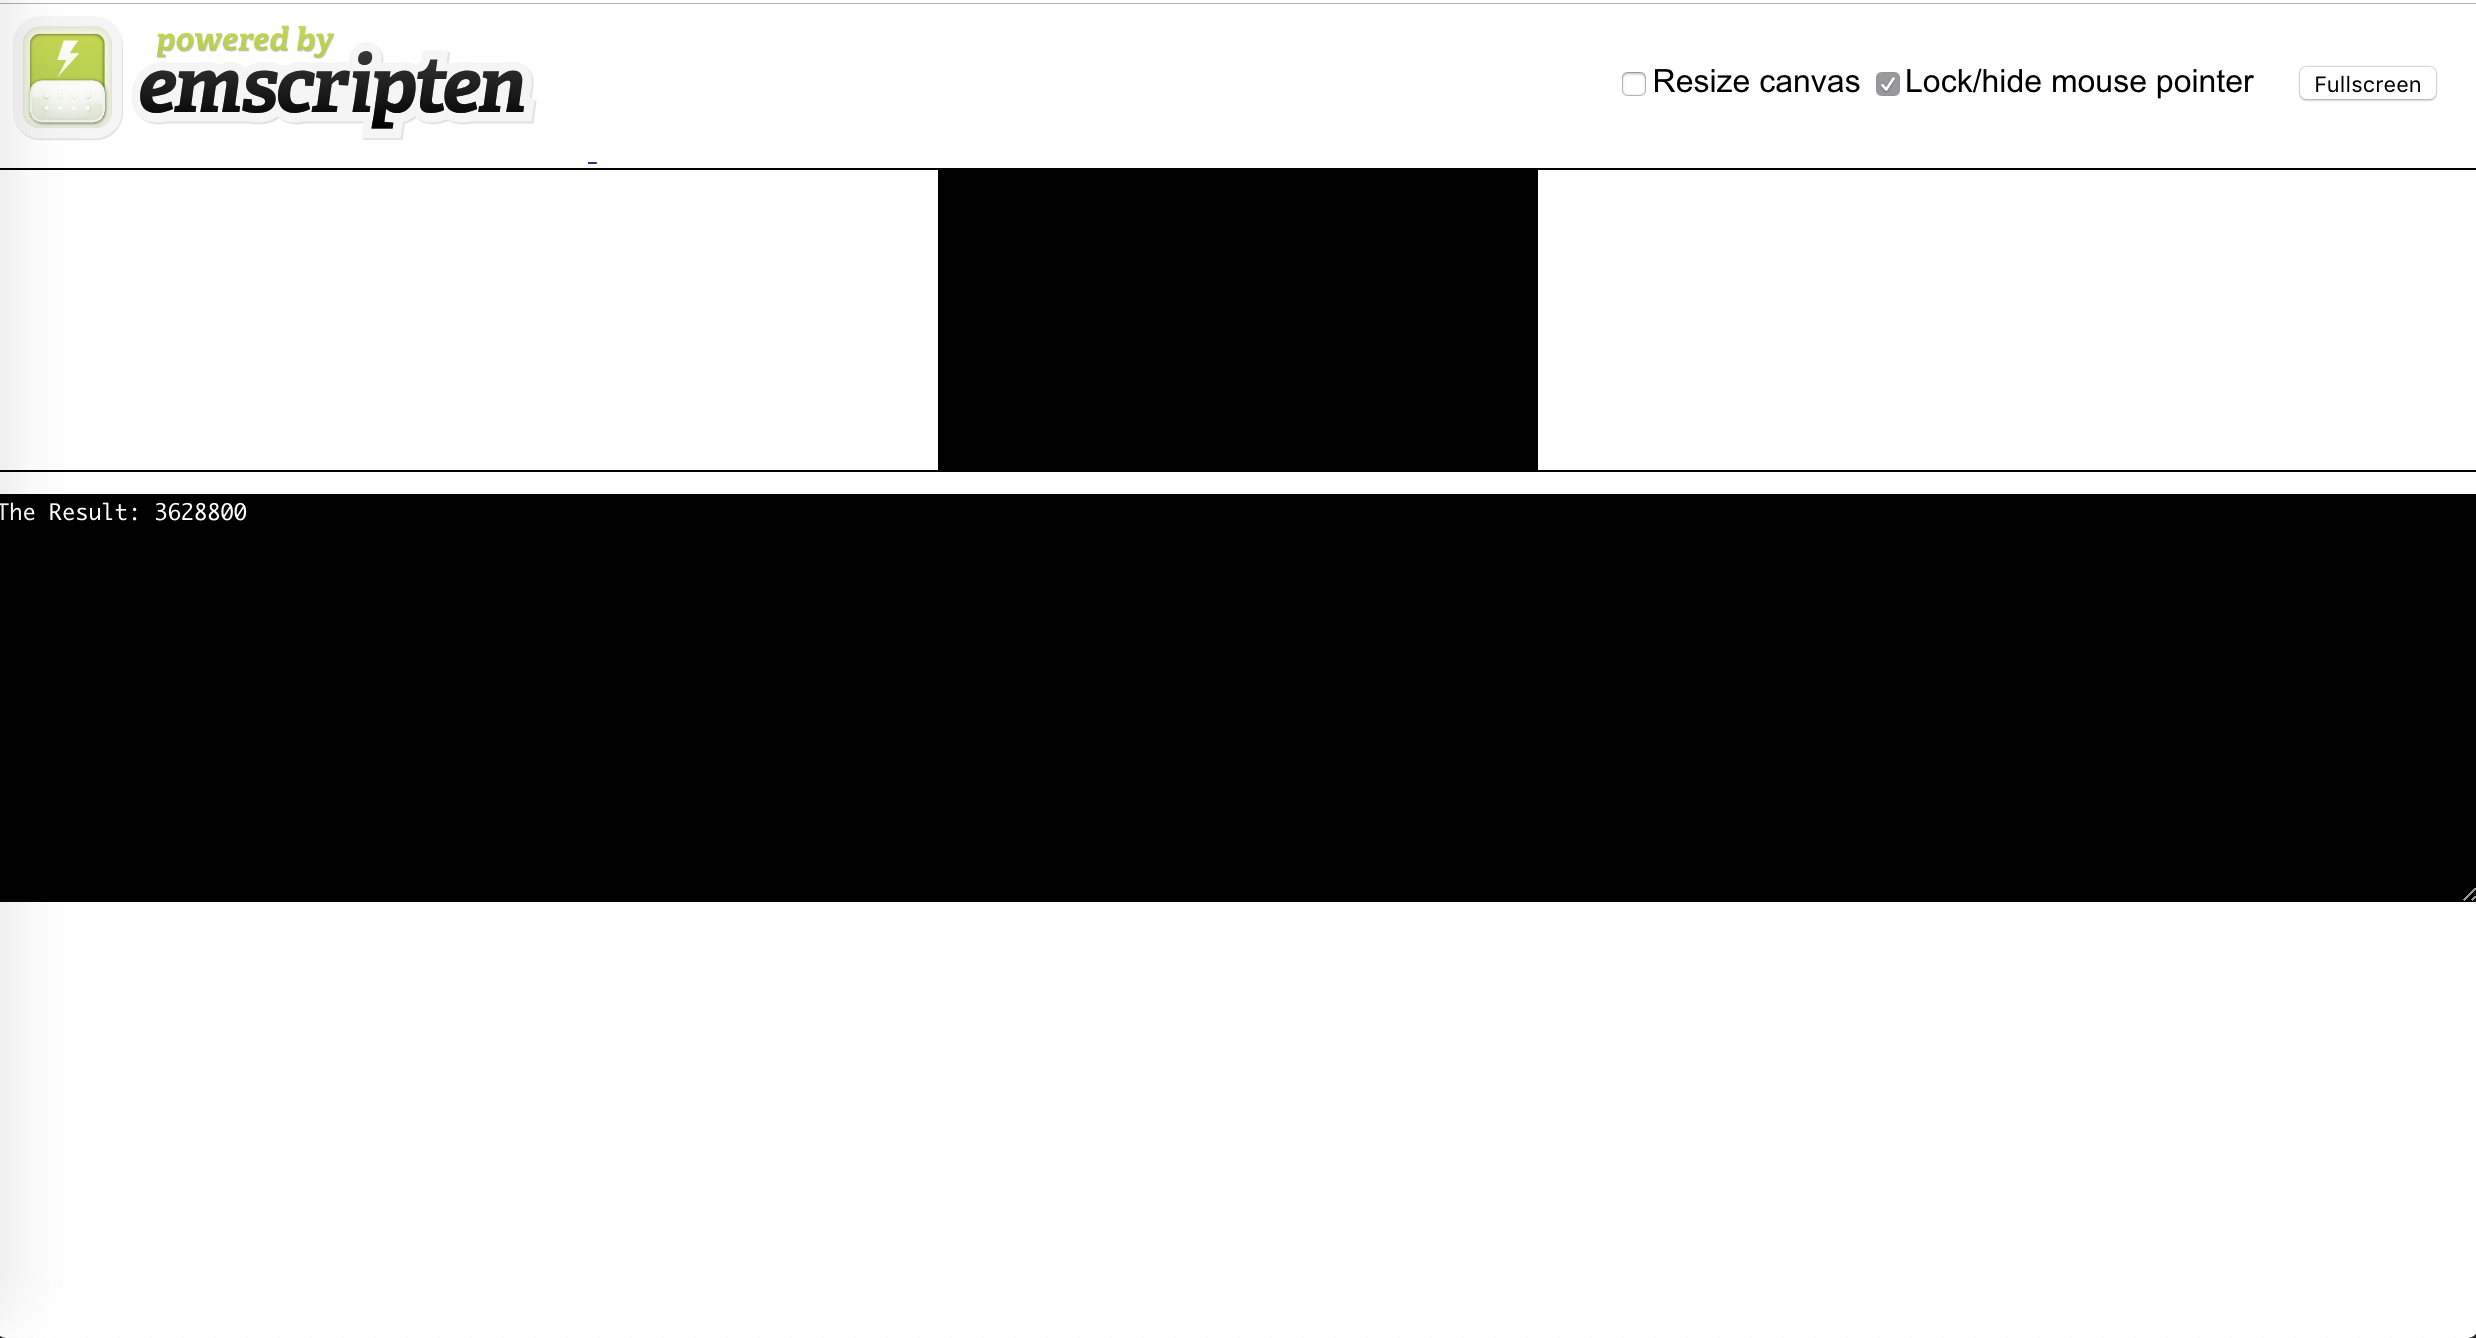 powered by
emscripten
Resize canvas Lock/hide mouse pointer Fullscreen
The Result: 3628800